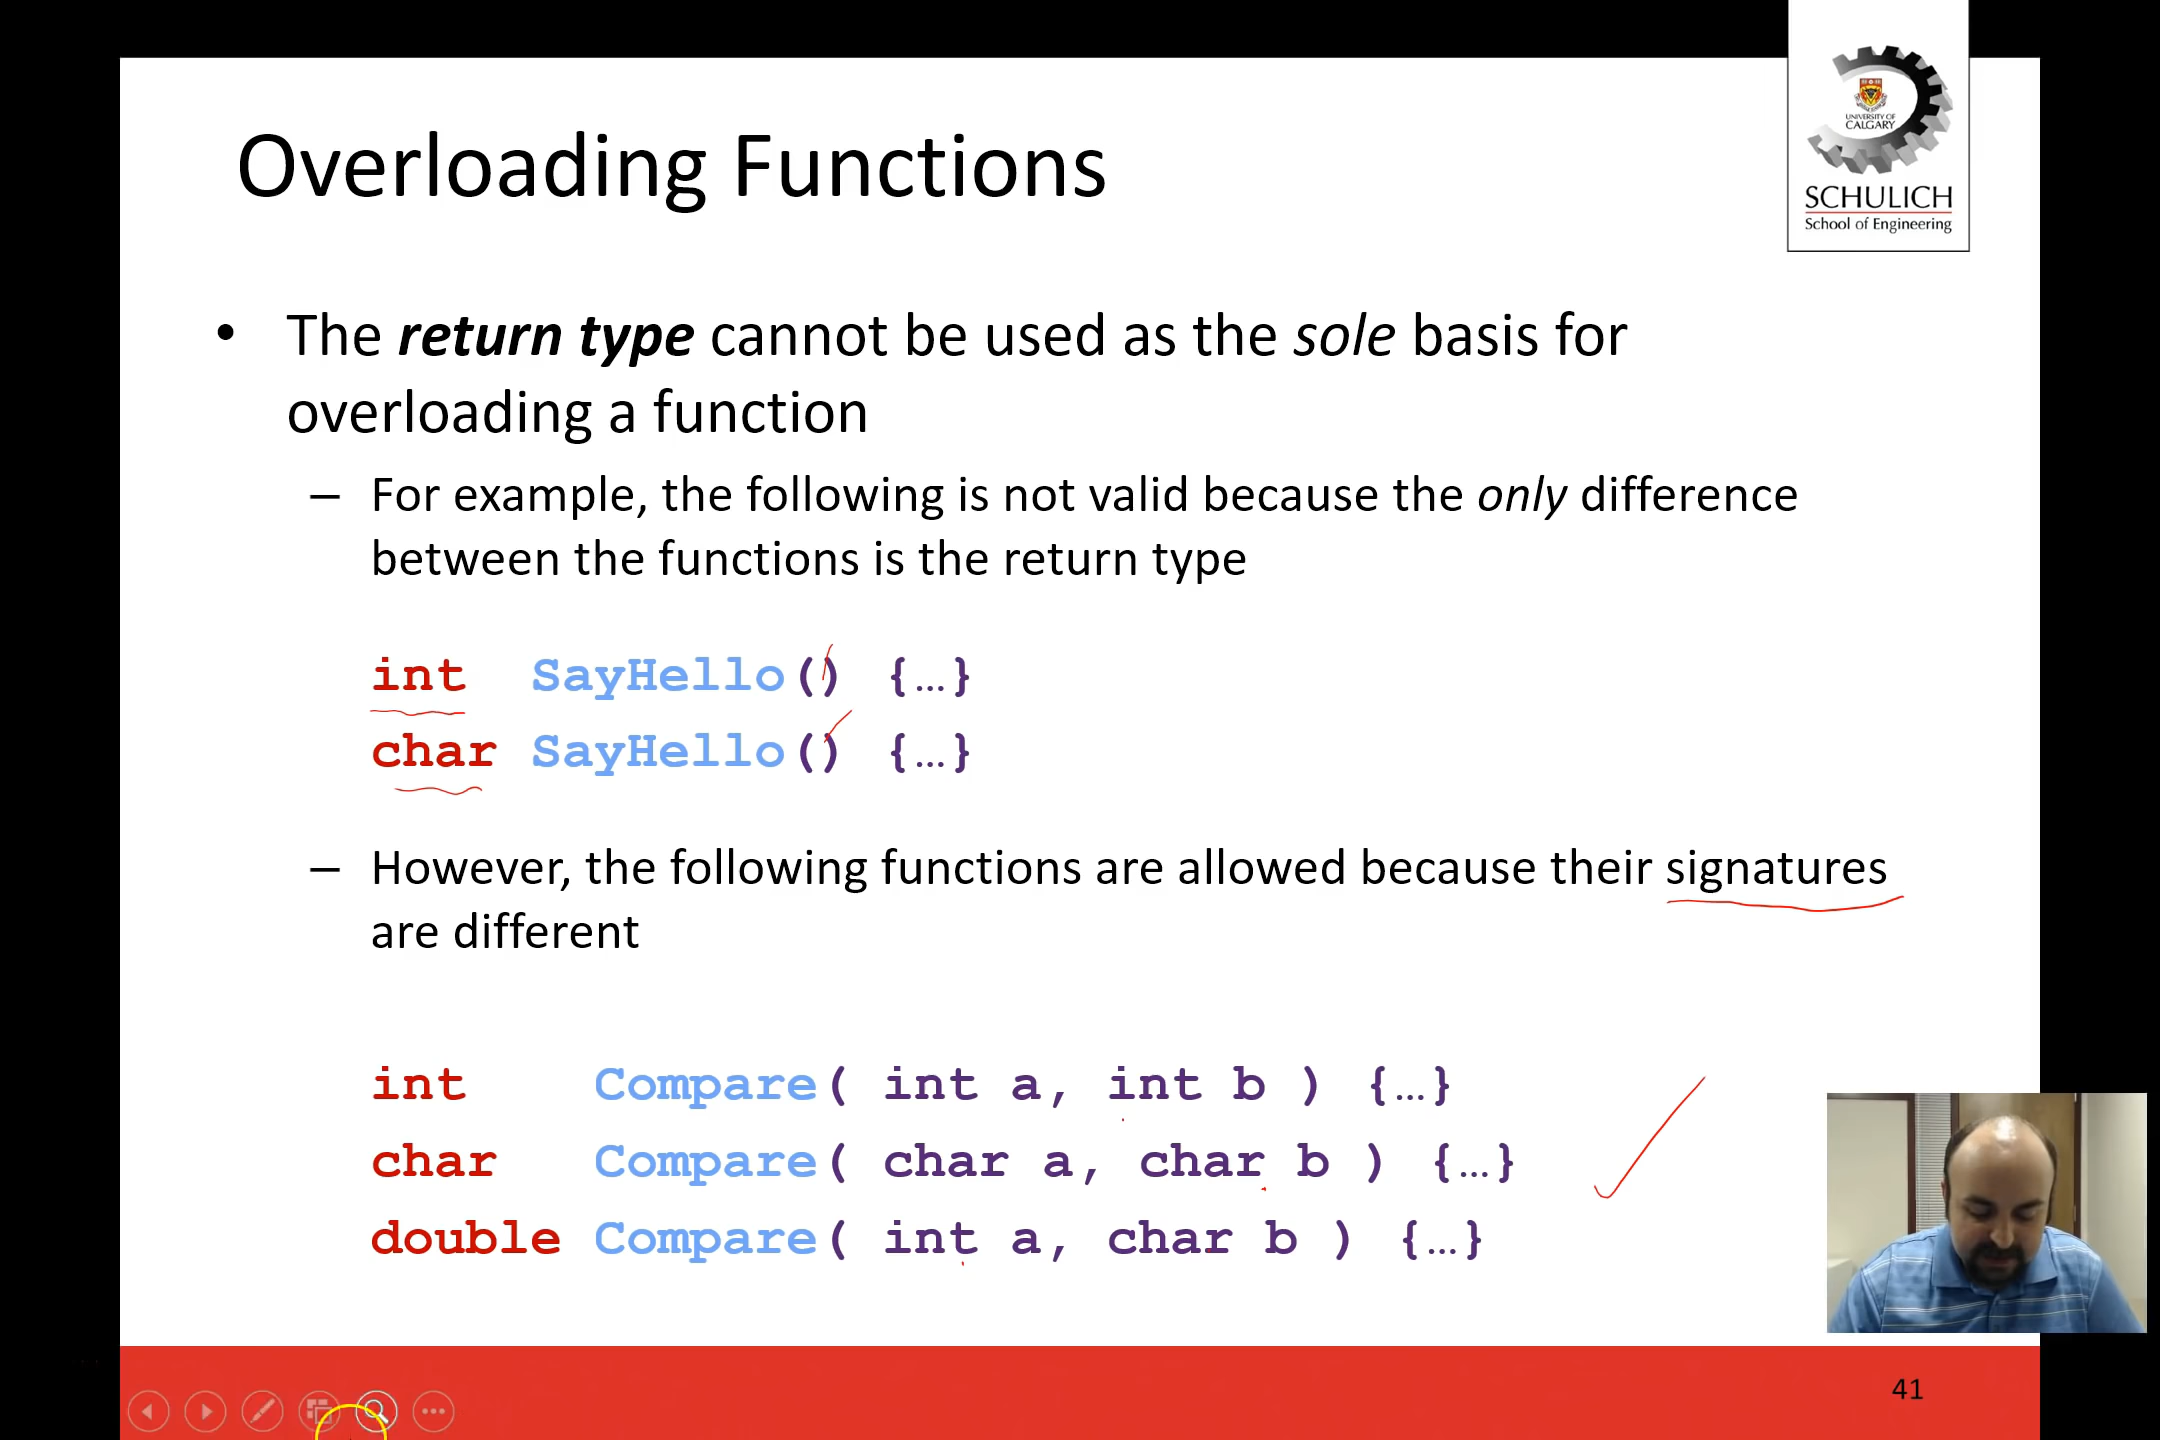 Overloading Functions
UNIVERSITY OF
CALGARY
SCHULICH
School of Engineering
• The return type cannot be used as the sole basis for
overloading a function
– For example, the following is not valid because the only difference
between the functions is the return type
int SayHello() {…}
char SayHello() {…}
– However, the following functions are allowed because their signatures
are different
int Compare( int a, int b ) {…}
char Compare( char a, char b ) {…}
double Compare( int a, char b ) {…}
41